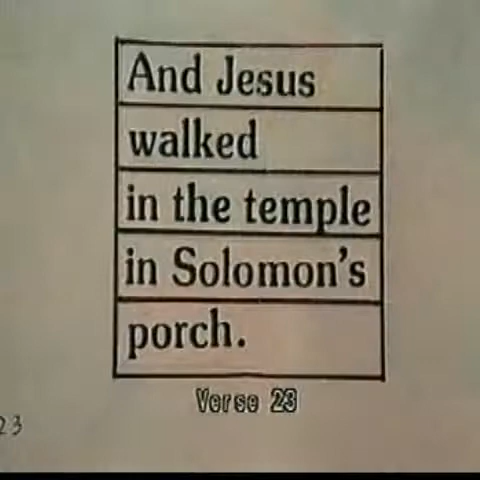 And Jesus
walked
in the temple
in Solomon's
porch.
Verse 23
23